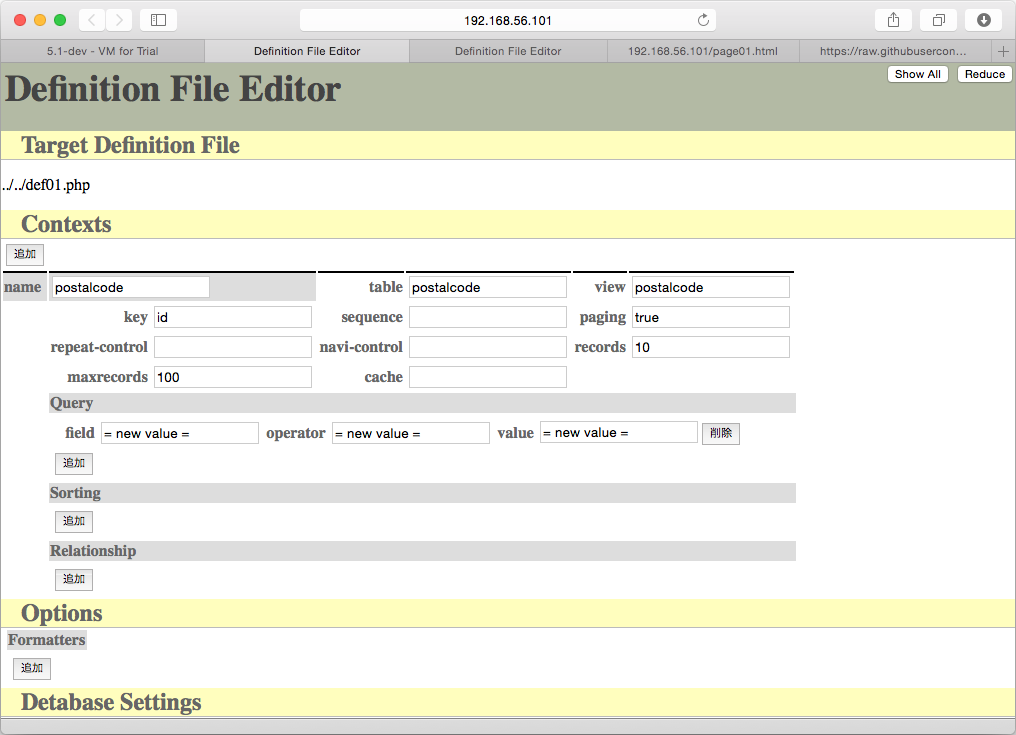 192.168.56.101
5.1-dev - VM for Trial Definition File Editor Definition File Editor 192.168.56.101/page01.html https://raw.githubusercon...
Show All Reduce
Definition File Editor
Target Definition File
../../def01.php
Contexts
追加
name postalcode table postalcode view postalcode
key id sequence paging true
repeat-control navi-control records 10
maxrecords 100 cache
Query
field = new value = operator = new value = value = new value = 削除
追加
Sorting
追加
Relationship
追加
Options
Formatters
追加
Detabase Settings